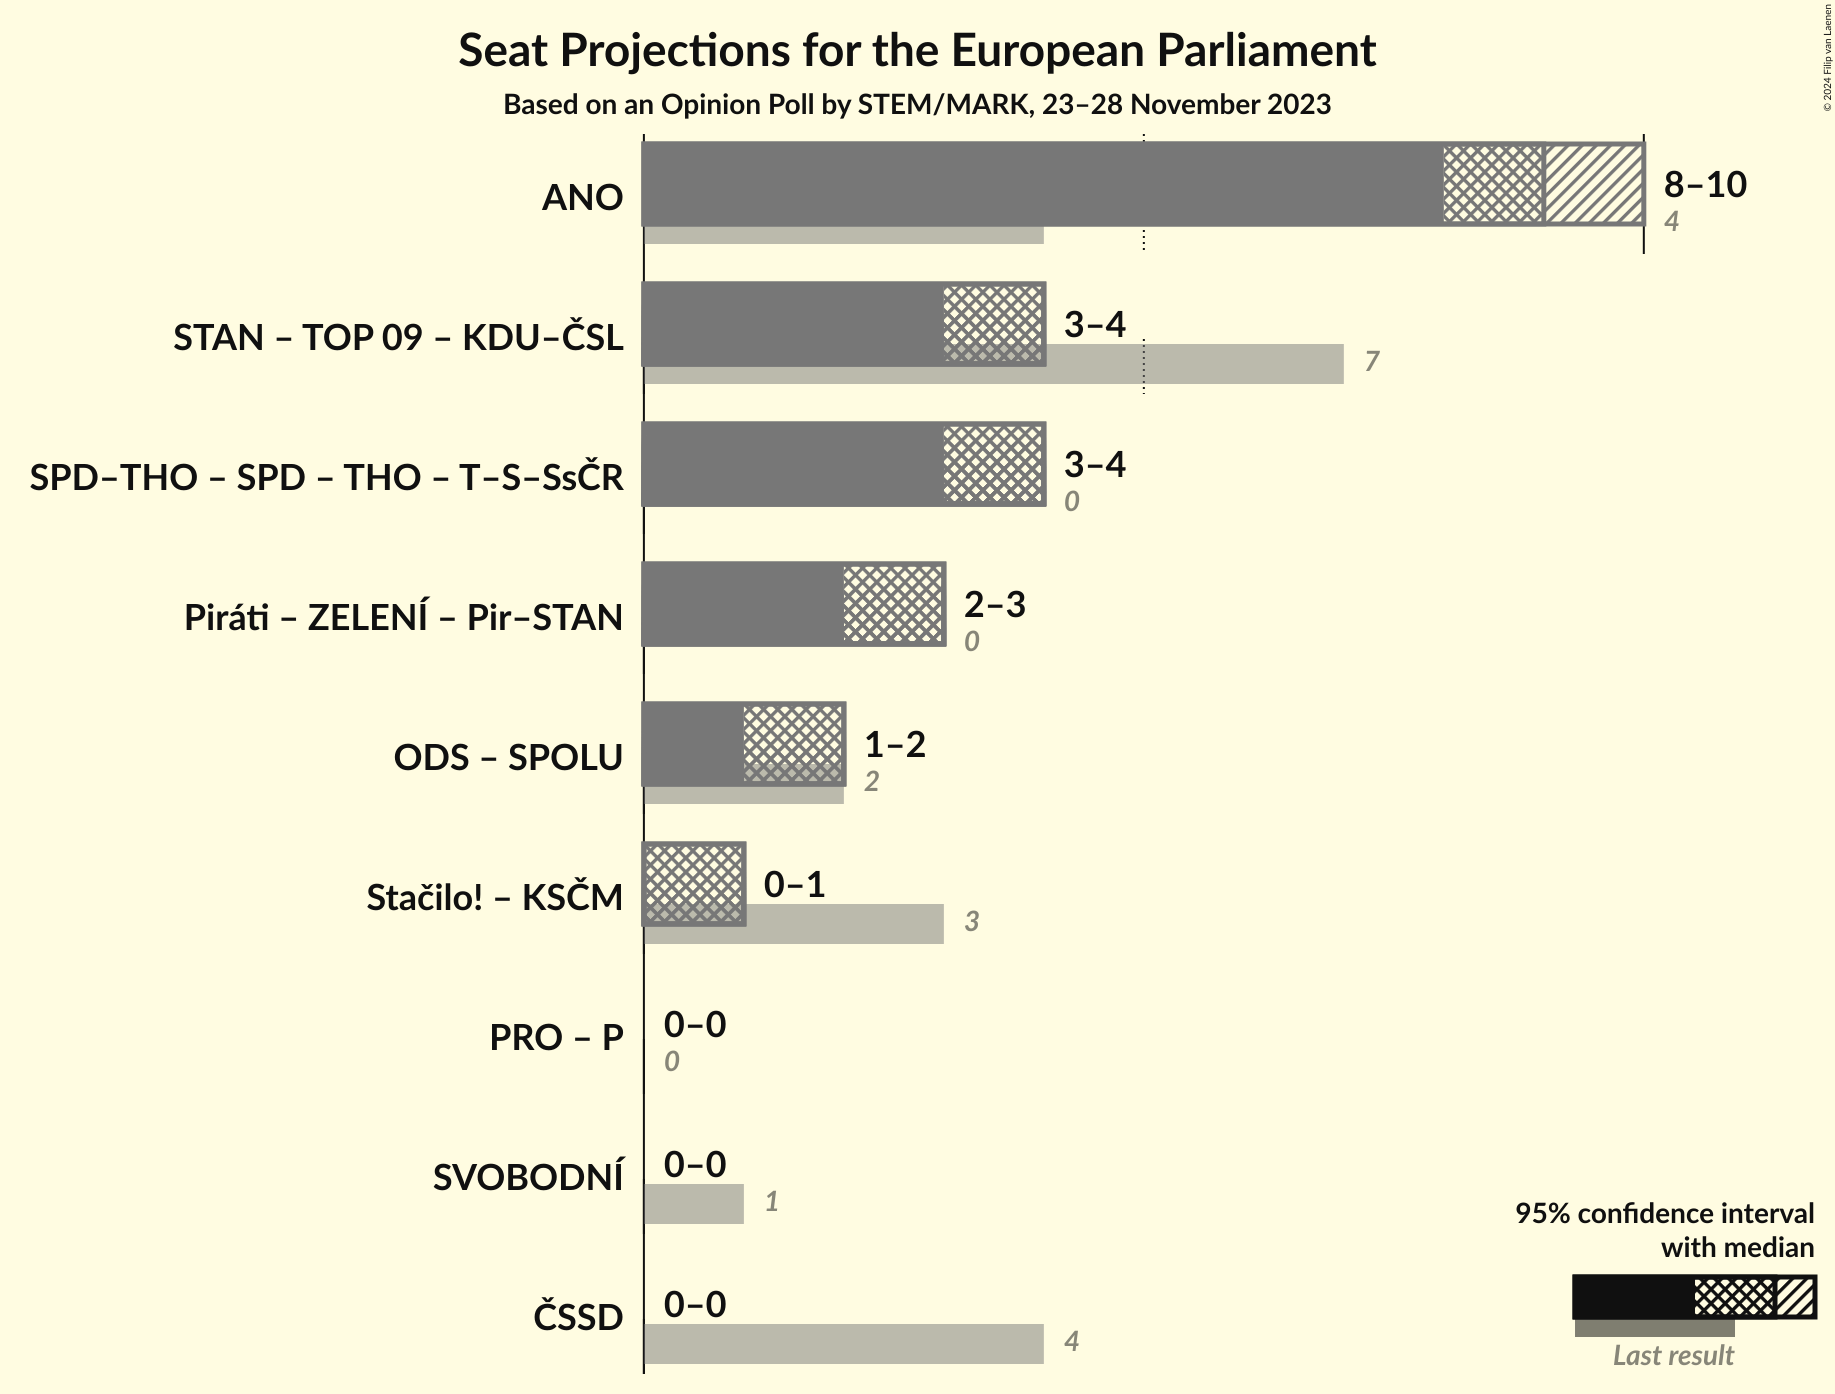 Seat Projections for the European Parliament
Based on an Opinion Poll by STEM/MARK, 23–28 November 2023
© 2024 Filip van Laenen
ANO
8–10
4
STAN – TOP 09 – KDU–ČSL
3–4
7
SPD–THO – SPD – THO – T–S–SsČR
3–4
0
Piráti – ZELENÍ – Pir–STAN
2–3
0
ODS – SPOLU
1–2
2
Stačilo! – KSČM
0–1
3
PRO – P
0–0
0
SVOBODNÍ
0–0
1
ČSSD
0–0
4
95% confidence interval
with median
Last result